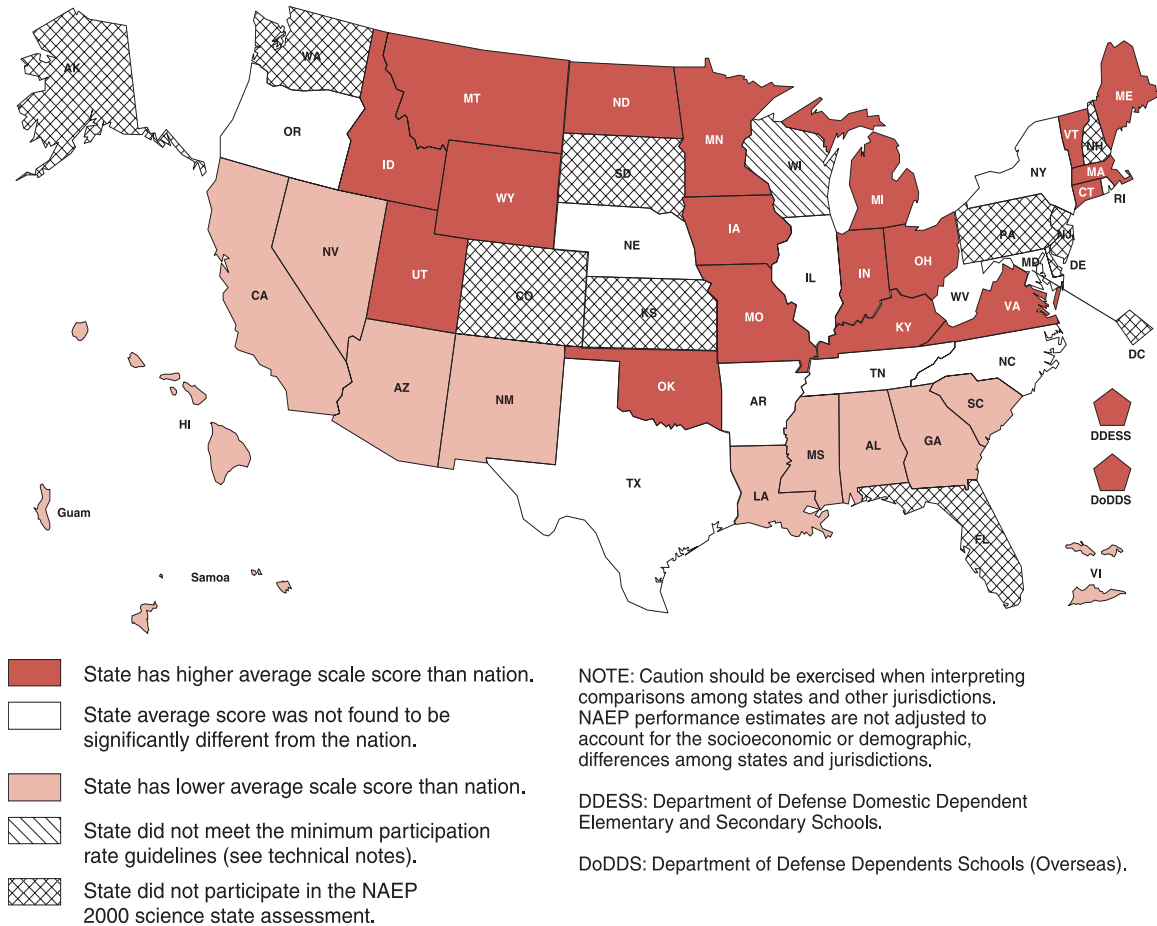 AK
WA
MT
ND
ME
OR
MN
VT
NH
ID
WI
SD
NY
MA
WY
MI
CT
RI
IA
PA
NJ
NE
NV
OH
MD
DE
UT
IN
IL
CA
CO
WV
VA
KS
MO
KY
DC
TN
NC
AZ
OK
NM
AR
SC
HI
DDESS
MS
AL
GA
TX
LA
DoDDS
Guam
FL
Samoa
VI
State has higher average scale score than nation.
State average score was not found to be
significantly different from the nation.
State has lower average scale score than nation.
State did not meet the minimum participation
rate guidelines (see technical notes).
State did not participate in the NAEP
2000 science state assessment.
NOTE: Caution should be exercised when interpreting
comparisons among states and other jurisdictions.
NAEP performance estimates are not adjusted to
account for the socioeconomic or demographic,
differences among states and jurisdictions.
DDESS: Department of Defense Domestic Dependent
Elementary and Secondary Schools.
DoDDS: Department of Defense Dependents Schools (Overseas).